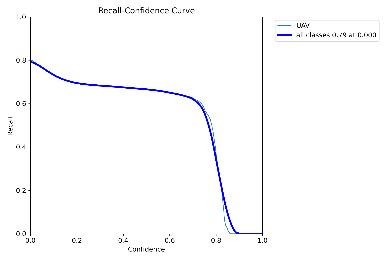 Recall-Confidence Curve
1.0
0.8
0.6
0.4
0.2
0.0
Recall
0.0 0.2 0.4 0.6 0.8 1.0
Confidence
UAV
all classes 0.79 at 0.000